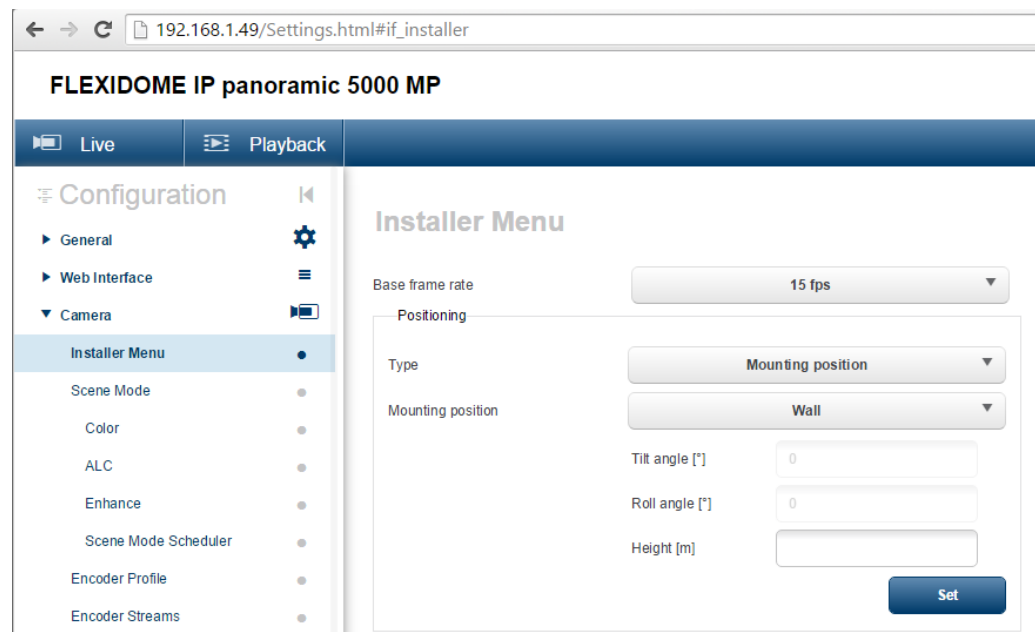 192.168.1.49/Settings.html#if_installer
FLEXIDOME IP panoramic 5000 MP
Live Playback
Configuration
General
Web Interface
Camera
Installer Menu
Scene Mode
Color
ALC
Enhance
Scene Mode Scheduler
Encoder Profile
Encoder Streams
Installer Menu
Base frame rate 15 fps
Positioning
Type Mounting position
Mounting position Wall
Tilt angle [°] 0
Roll angle [°] 0
Height [m]
Set